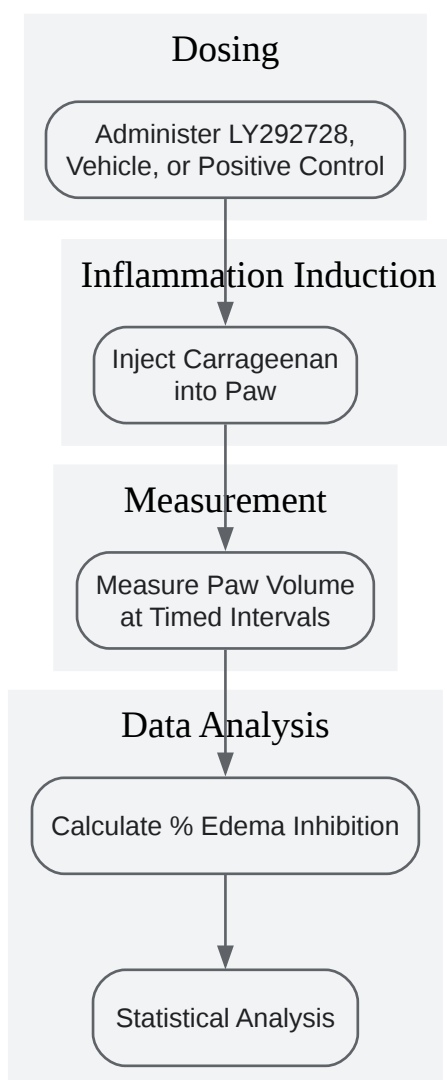 Dosing
Administer LY292728,
Vehicle, or Positive Control
Inflammation Induction
Inject Carrageenan
into Paw
Measurement
Measure Paw Volume
at Timed Intervals
Data Analysis
Calculate % Edema Inhibition
Statistical Analysis